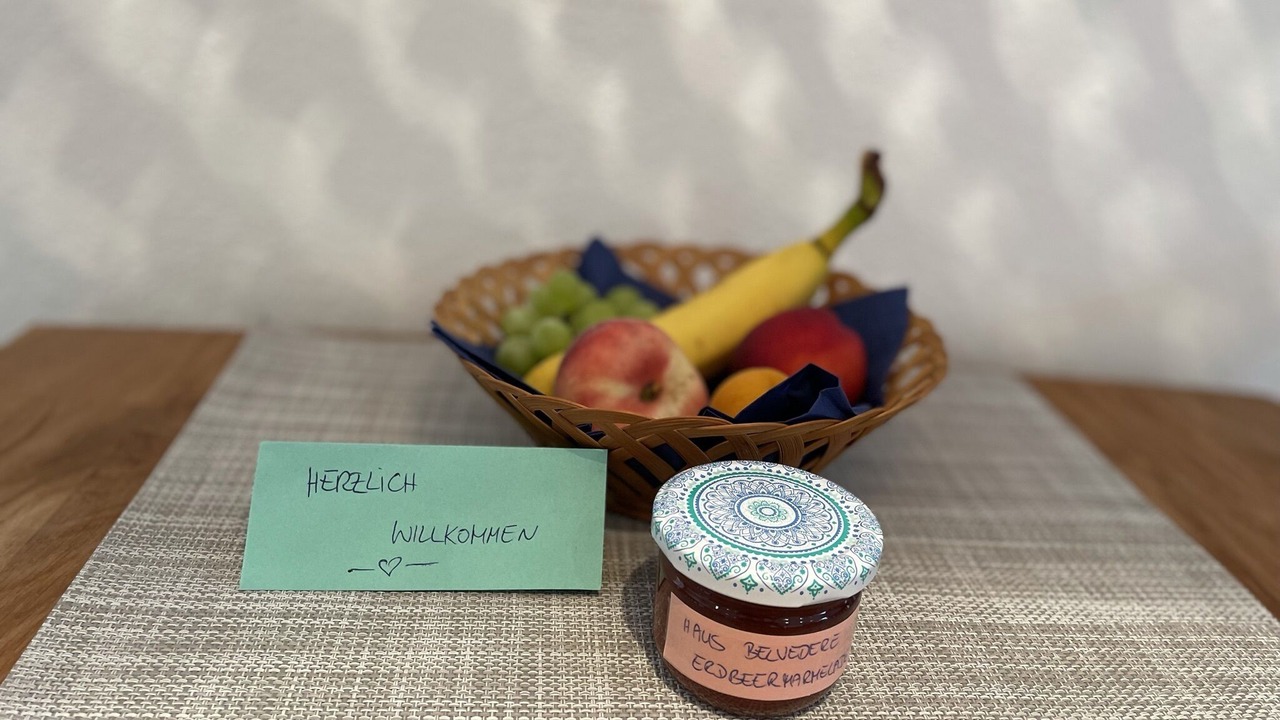 HERZLICH
WILLKOMMEN
HAUS BELVEDERE
ERDBEERMARMELADE